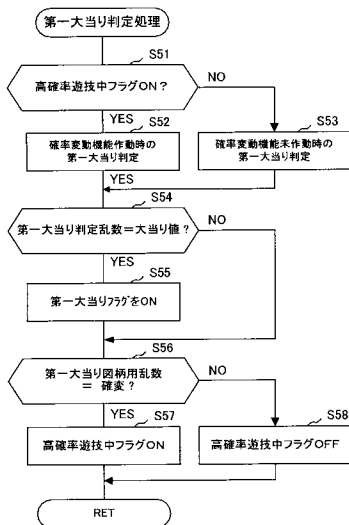 第一大当り判定処理
S51
高確率遊技中フラグON？
NO
YES
S52
S53
確率変動機能作動時の
第一大当り判定
確率変動機能未作動時の
第一大当り判定
YES
S54
第一大当り判定乱数＝大当り値？
NO
YES
S55
第一大当りフラグをON
S56
第一大当り図柄用乱数
＝ 確変？
NO
YES
S57
S58
高確率遊技中フラグON
高確率遊技中フラグOFF
RET